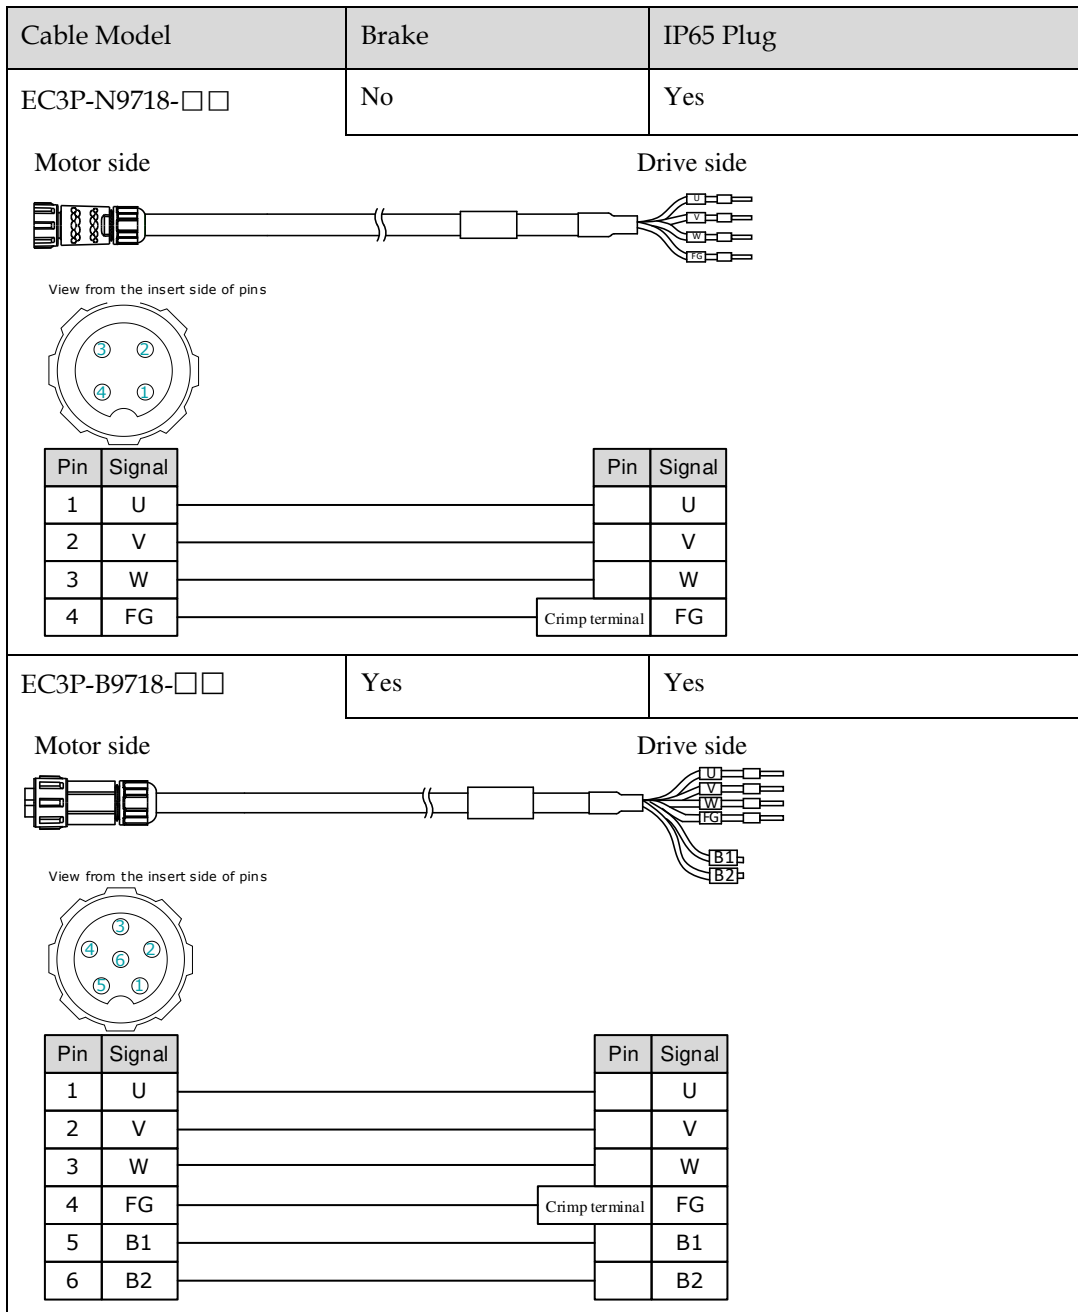 Cable Model Brake IP65 Plug
EC3P-N9718-□□ No Yes
Motor side Drive side
U
V
W
FG
View from the insert side of pins
3 2
4 1
Pin Signal Pin Signal
1 U U
2 V V
3 W W
4 FG Crimp terminal FG
EC3P-B9718-□□ Yes Yes
Motor side Drive side
U
V
W
FG
B1
B2
View from the insert side of pins
3
4 6 2
5 1
Pin Signal Pin Signal
1 U U
2 V V
3 W W
4 FG Crimp terminal FG
5 B1 B1
6 B2 B2